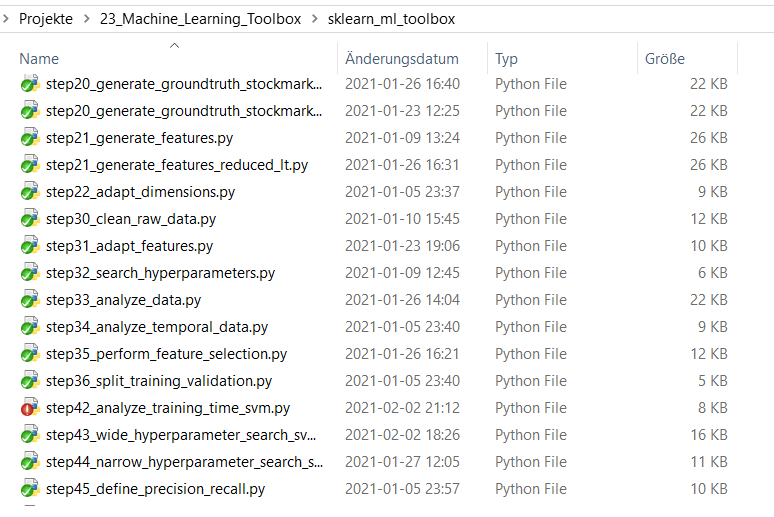 Projekte > 23_Machine_Learning_Toolbox > sklearn_ml_toolbox
Name Änderungsdatum Typ Größe
step20_generate_groundtruth_stockmark... 2021-01-26 16:40 Python File 22 KB
step20_generate_groundtruth_stockmark... 2021-01-23 12:25 Python File 22 KB
step21_generate_features.py 2021-01-09 13:24 Python File 26 KB
step21_generate_features_reduced_lt.py 2021-01-26 16:31 Python File 26 KB
step22_adapt_dimensions.py 2021-01-05 23:37 Python File 9 KB
step30_clean_raw_data.py 2021-01-10 15:45 Python File 12 KB
step31_adapt_features.py 2021-01-23 19:06 Python File 10 KB
step32_search_hyperparameters.py 2021-01-09 12:45 Python File 6 KB
step33_analyze_data.py 2021-01-26 14:04 Python File 22 KB
step34_analyze_temporal_data.py 2021-01-05 23:40 Python File 9 KB
step35_perform_feature_selection.py 2021-01-26 16:21 Python File 12 KB
step36_split_training_validation.py 2021-01-05 23:40 Python File 5 KB
step42_analyze_training_time_svm.py 2021-02-02 21:12 Python File 8 KB
step43_wide_hyperparameter_search_sv... 2021-02-02 18:26 Python File 16 KB
step44_narrow_hyperparameter_search_s... 2021-01-27 12:05 Python File 11 KB
step45_define_precision_recall.py 2021-01-05 23:57 Python File 10 KB